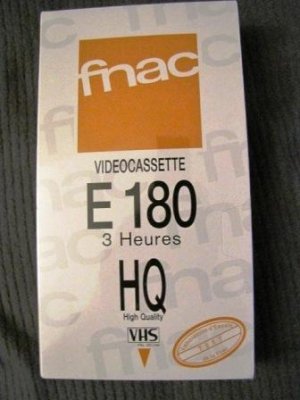 fnac
VIDEOCASSETTE
E 180
3 Heures
HQ
High Quality
VHS